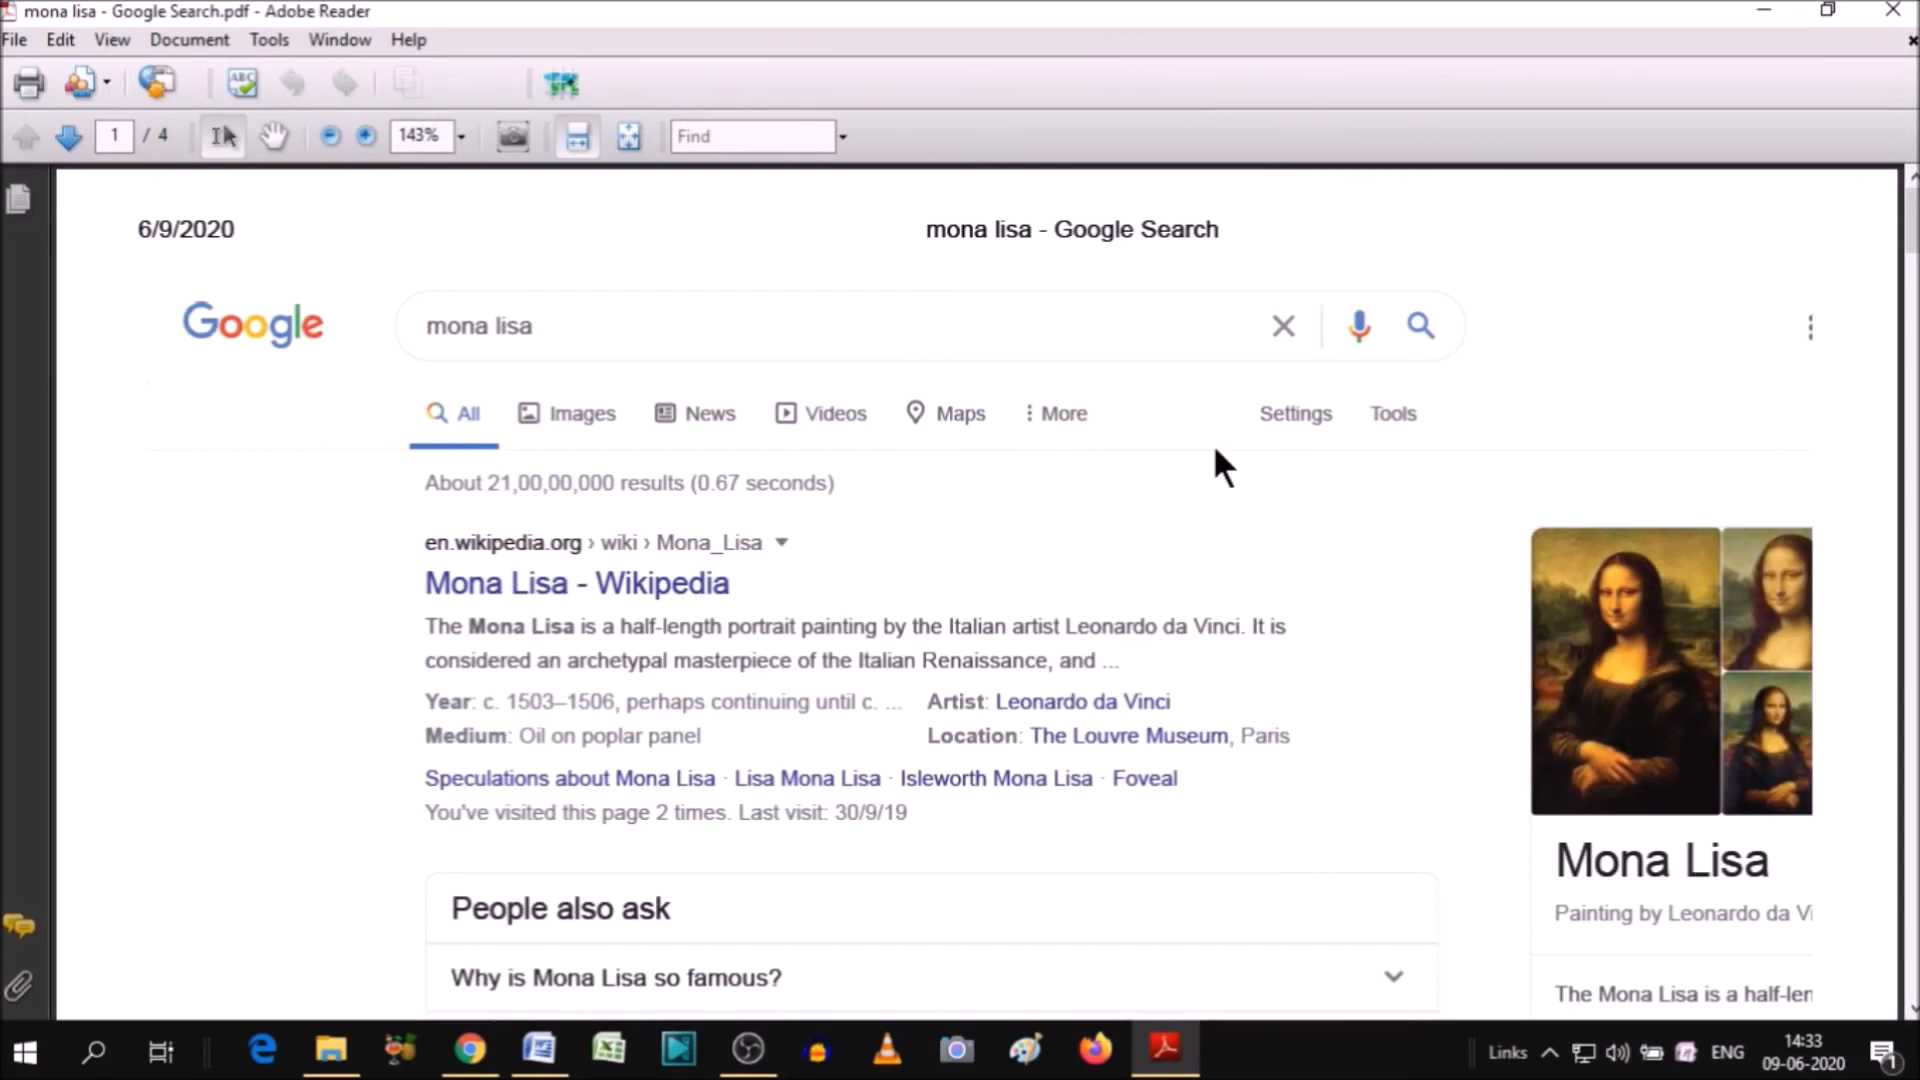 mona lisa - Google Search.pdf - Adobe Reader
File Edit View Document Tools Window Help
1 / 4 143% Find
6/9/2020 mona lisa - Google Search
Google mona lisa
All Images News Videos Maps More Settings Tools
About 21,00,00,000 results (0.67 seconds)
en.wikipedia.org › wiki › Mona_Lisa
Mona Lisa - Wikipedia
The Mona Lisa is a half-length portrait painting by the Italian artist Leonardo da Vinci. It is
considered an archetypal masterpiece of the Italian Renaissance, and ...
Year: c. 1503–1506, perhaps continuing until c. ... Artist: Leonardo da Vinci
Medium: Oil on poplar panel Location: The Louvre Museum, Paris
Speculations about Mona Lisa · Lisa Mona Lisa · Isleworth Mona Lisa · Foveal
You've visited this page 2 times. Last visit: 30/9/19
Mona Lisa
Painting by Leonardo da Vi
The Mona Lisa is a half-len
People also ask
Why is Mona Lisa so famous?
Links ENG 14:33
09-06-2020
1